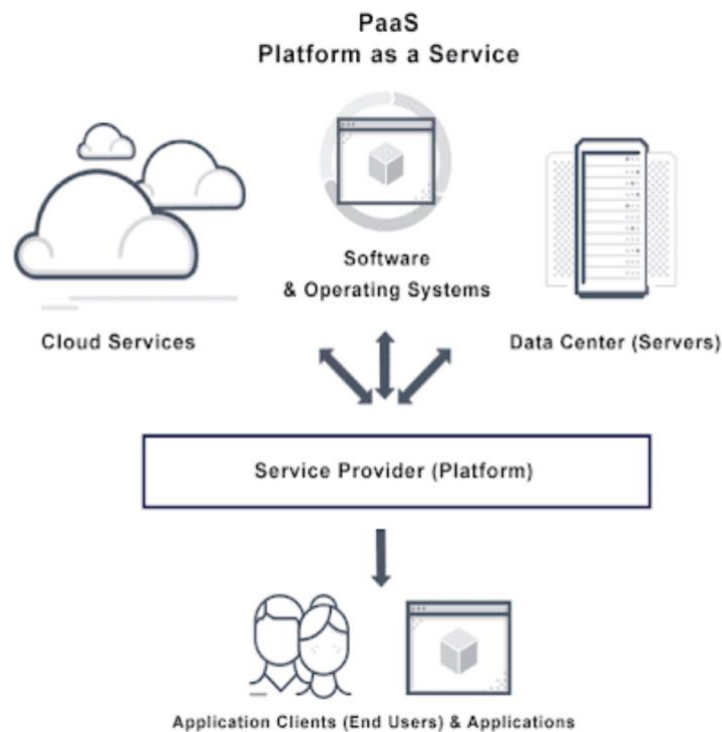 PaaS
Platform as a Service
Software
& Operating Systems
Cloud Services
Data Center (Servers)
Service Provider (Platform)
Application Clients (End Users) & Applications